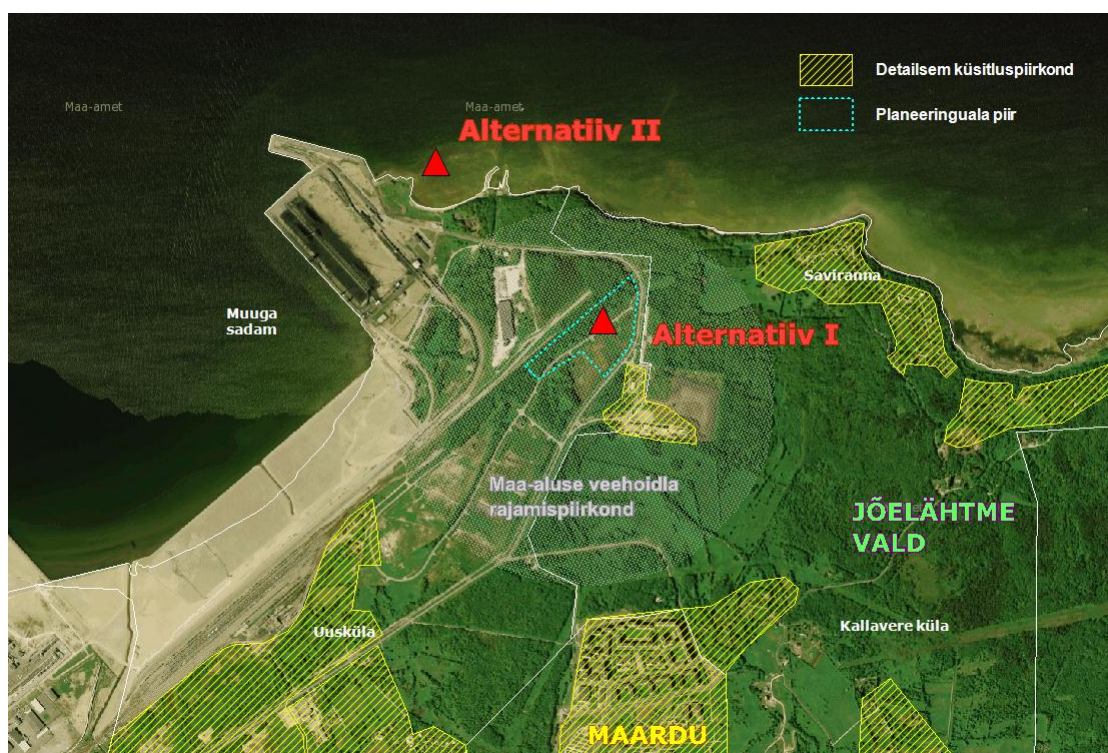 Detailsem küsitluspiirkond
Planeeringuala piir
Maa-amet
Maa-amet
Alternatiiv II
Saviranna
Muuga
sadam
Alternatiiv I
Maa-aluse veehoidla
rajamispiirkond
JÕELÄHTME
VALD
Uusküla
Kallavere küla
MAARDU